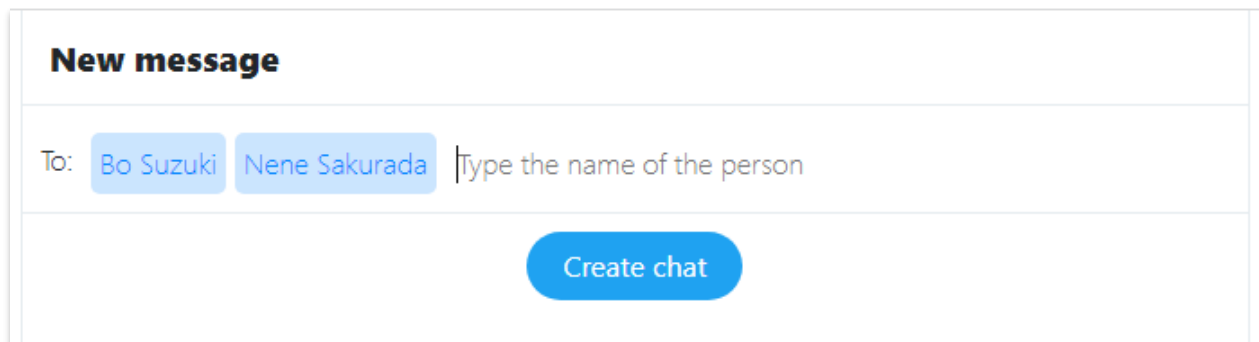 New message
To: Bo Suzuki Nene Sakurada Type the name of the person
Create chat